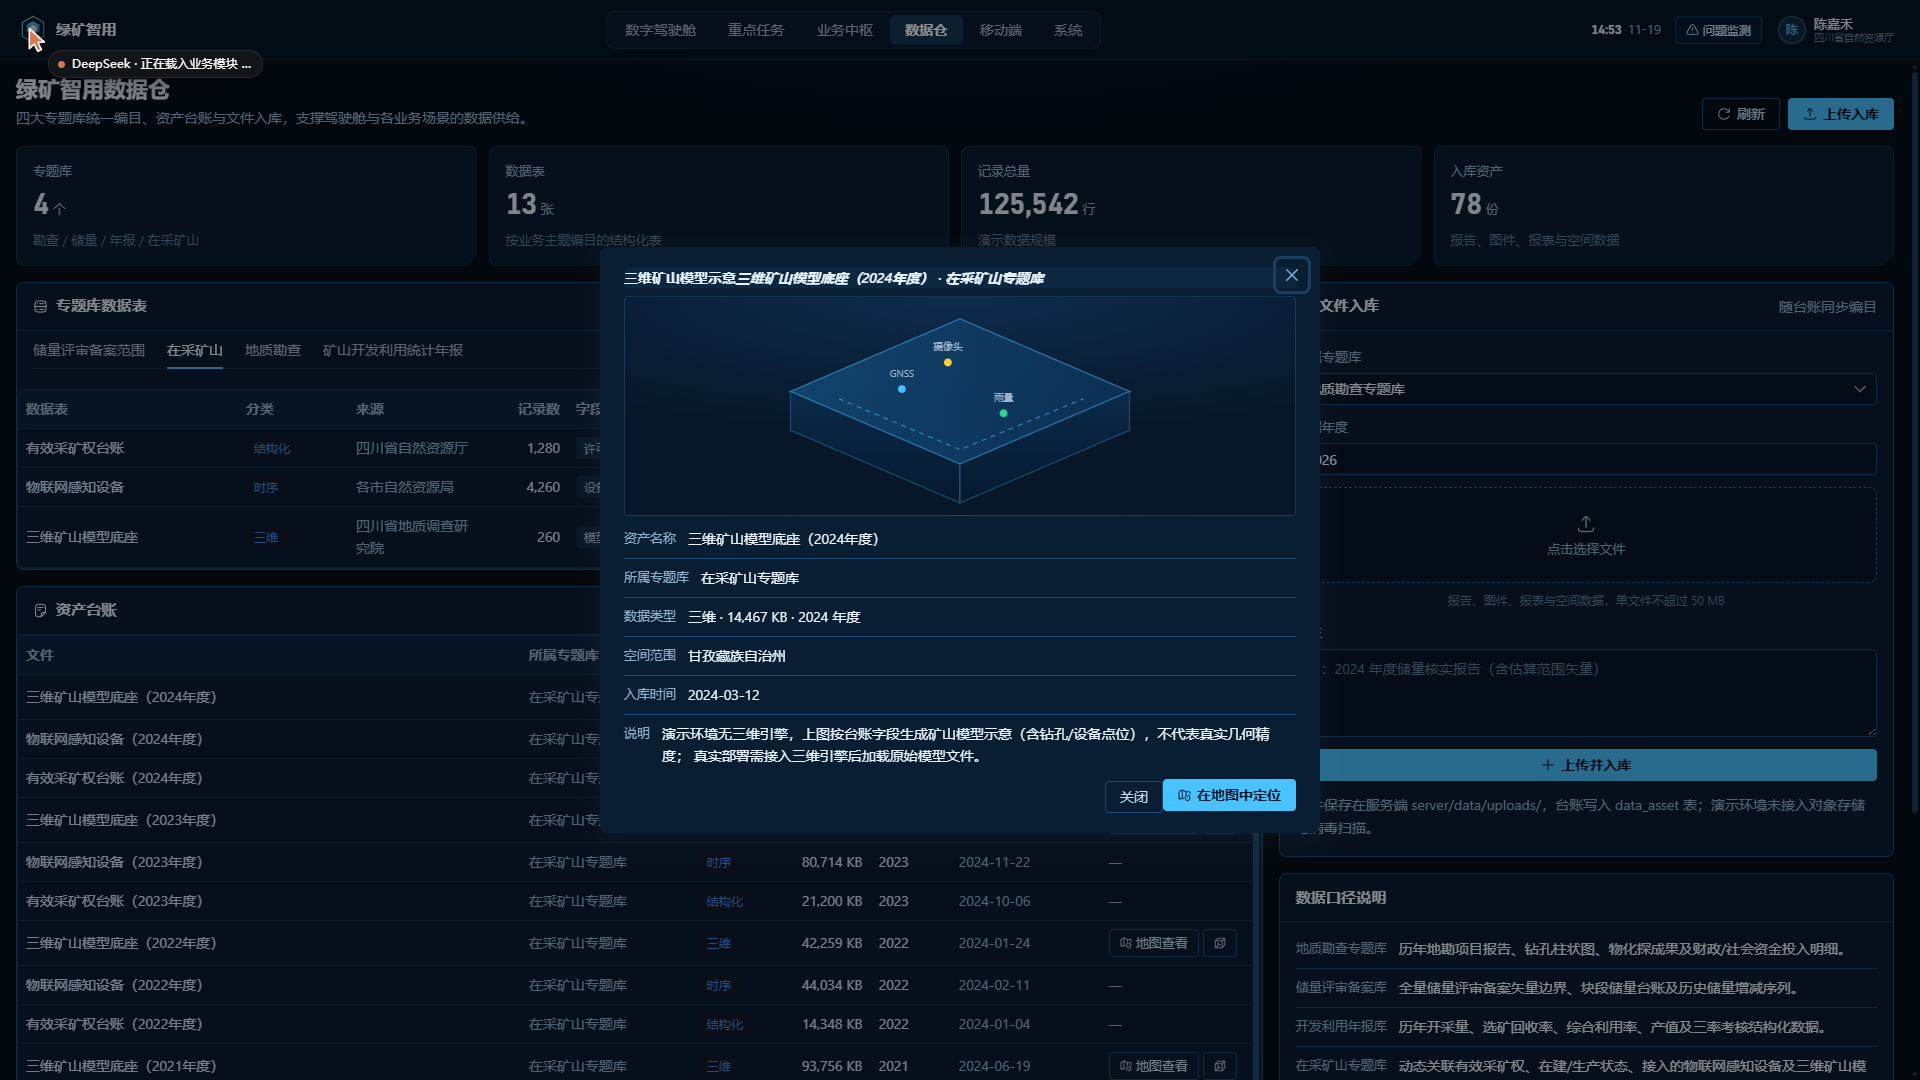 绿矿智用
数字驾驶舱
重点任务
业务中枢
数据仓
移动端
系统
14:53 11-19
问题监测
陈
陈嘉禾
四川省自然资源厅
DeepSeek · 正在载入业务模块 ...
绿矿智用数据仓
四大专题库统一编目、资产台账与文件入库，支撑驾驶舱与各业务场景的数据供给。
刷新
上传入库
专题库
4 个
勘查 / 储量 / 年报 / 在采矿山
数据表
13 张
按业务主题编目的结构化表
记录总量
125,542 行
演示数据规模
入库资产
78 份
报告、图件、报表与空间数据
专题库数据表
储量评审备案范围
在采矿山
地质勘查
矿山开发利用统计年报
数据表 分类 来源 记录数 字段
有效采矿权台账 结构化 四川省自然资源厅 1,280
物联网感知设备 时序 各市自然资源局 4,260
三维矿山模型底座 三维 四川省地质调查研究院 260
资产台账
文件 所属专题库
三维矿山模型底座（2024年度） 在采矿山专
物联网感知设备（2024年度） 在采矿山专
有效采矿权台账（2024年度） 在采矿山专
三维矿山模型底座（2023年度） 在采矿山专
物联网感知设备（2023年度） 在采矿山专题库 时序 80,714 KB 2023 2024-11-22 —
有效采矿权台账（2023年度） 在采矿山专题库 结构化 21,200 KB 2023 2024-10-06 —
三维矿山模型底座（2022年度） 在采矿山专题库 三维 42,259 KB 2022 2024-01-24 地图查看
物联网感知设备（2022年度） 在采矿山专题库 时序 44,034 KB 2022 2024-02-11 —
有效采矿权台账（2022年度） 在采矿山专题库 结构化 14,348 KB 2022 2024-01-04 —
三维矿山模型底座（2021年度） 在采矿山专题库 三维 93,756 KB 2021 2024-06-19 地图查看
三维矿山模型示意三维矿山模型底座（2024年度） · 在采矿山专题库
摄像头
GNSS
雨量
资产名称 三维矿山模型底座（2024年度）
所属专题库 在采矿山专题库
数据类型 三维 · 14,467 KB · 2024 年度
空间范围 甘孜藏族自治州
入库时间 2024-03-12
说明 演示环境无三维引擎，上图按台账字段生成矿山模型示意（含钻孔/设备点位），不代表真实几何精
度； 真实部署需接入三维引擎后加载原始模型文件。
关闭
在地图中定位
文件入库
随台账同步编目
专题库
质勘查专题库
年度
26
点击选择文件
报告、图件、报表与空间数据，单文件不超过 50 MB
：2024 年度储量核实报告（含估算范围矢量）
上传并入库
保存在服务端 server/data/uploads/，台账写入 data_asset 表；演示环境未接入对象存储
病毒扫描。
数据口径说明
地质勘查专题库 历年地勘项目报告、钻孔柱状图、物化探成果及财政/社会资金投入明细。
储量评审备案库 全量储量评审备案矢量边界、块段储量台账及历史储量增减序列。
开发利用年报库 历年开采量、选矿回收率、综合利用率、产值及三率考核结构化数据。
在采矿山专题库 动态关联有效采矿权、在建/生产状态、接入的物联网感知设备及三维矿山模